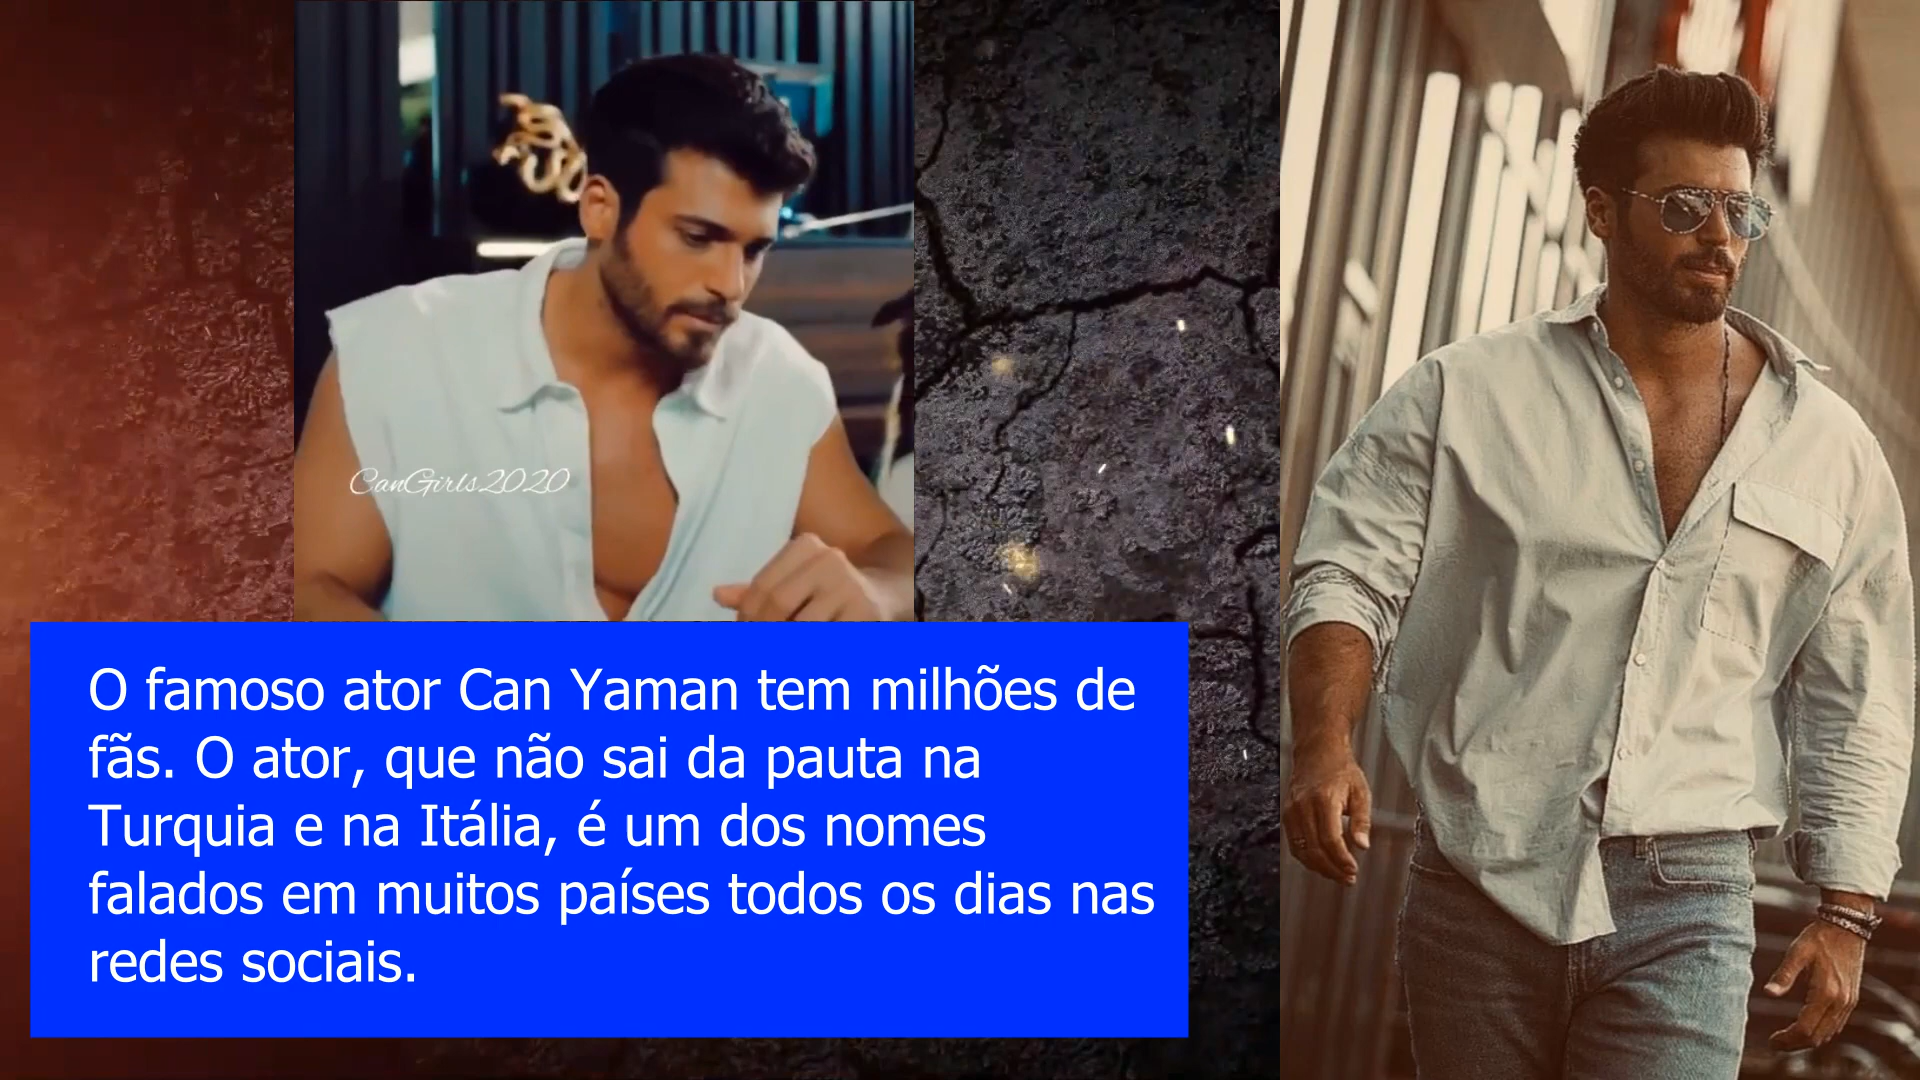 CanGirls2020
O famoso ator Can Yaman tem milhões de
fãs. O ator, que não sai da pauta na
Turquia e na Itália, é um dos nomes
falados em muitos países todos os dias nas
redes sociais.